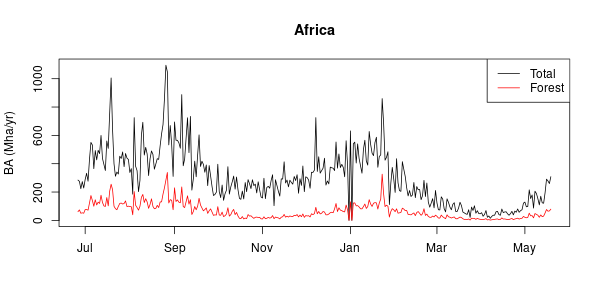 Africa
Total
Forest
BA (Mha/yr)
1000
600
200
0
Jul Sep Nov Jan Mar May